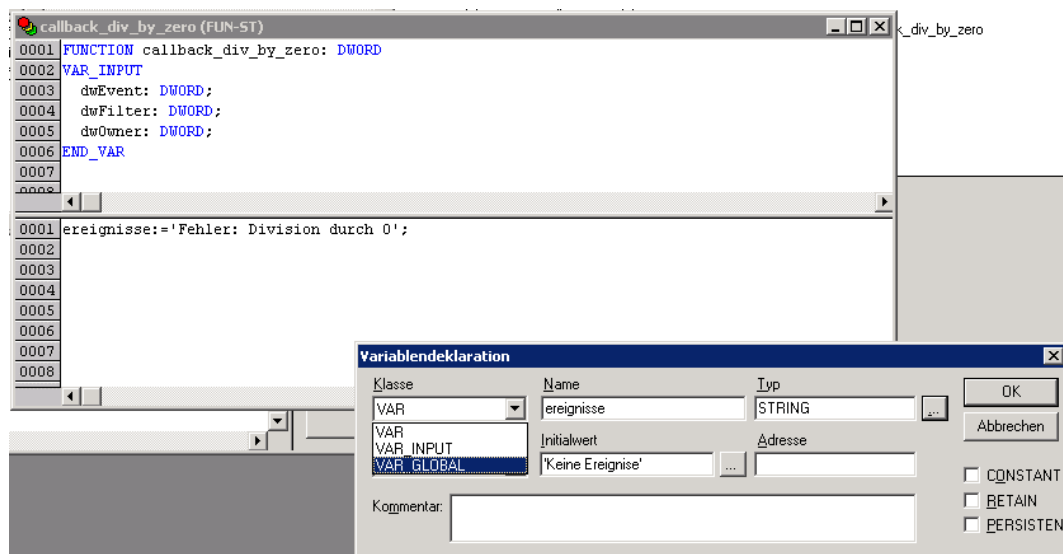 callback_div_by_zero (FUN-ST)
_div_by_zero
0001 FUNCTION callback_div_by_zero: DWORD
0002 VAR_INPUT
0003 dwEvent: DWORD;
0004 dwFilter: DWORD;
0005 dwOwner: DWORD;
0006 END_VAR
0007
0008
0001 ereignisse:='Fehler: Division durch 0';
0002
0003
0004
0005
0006
0007
0008
Variablendeklaration
Klasse Name Typ
VAR ereignisse STRING ... OK
VAR
VAR_INPUT
VAR_GLOBAL
Initialwert Adresse Abbrechen
'Keine Ereignise' ...
Kommentar:
CONSTANT
RETAIN
PERSISTEN